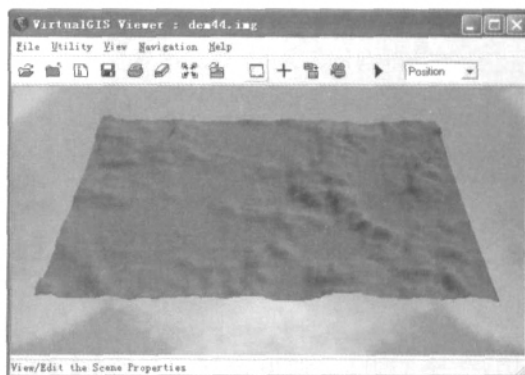 VirtualGIS Viewer : dem44.img
File Utility View Navigation Help
Position
View/Edit the Scene Properties